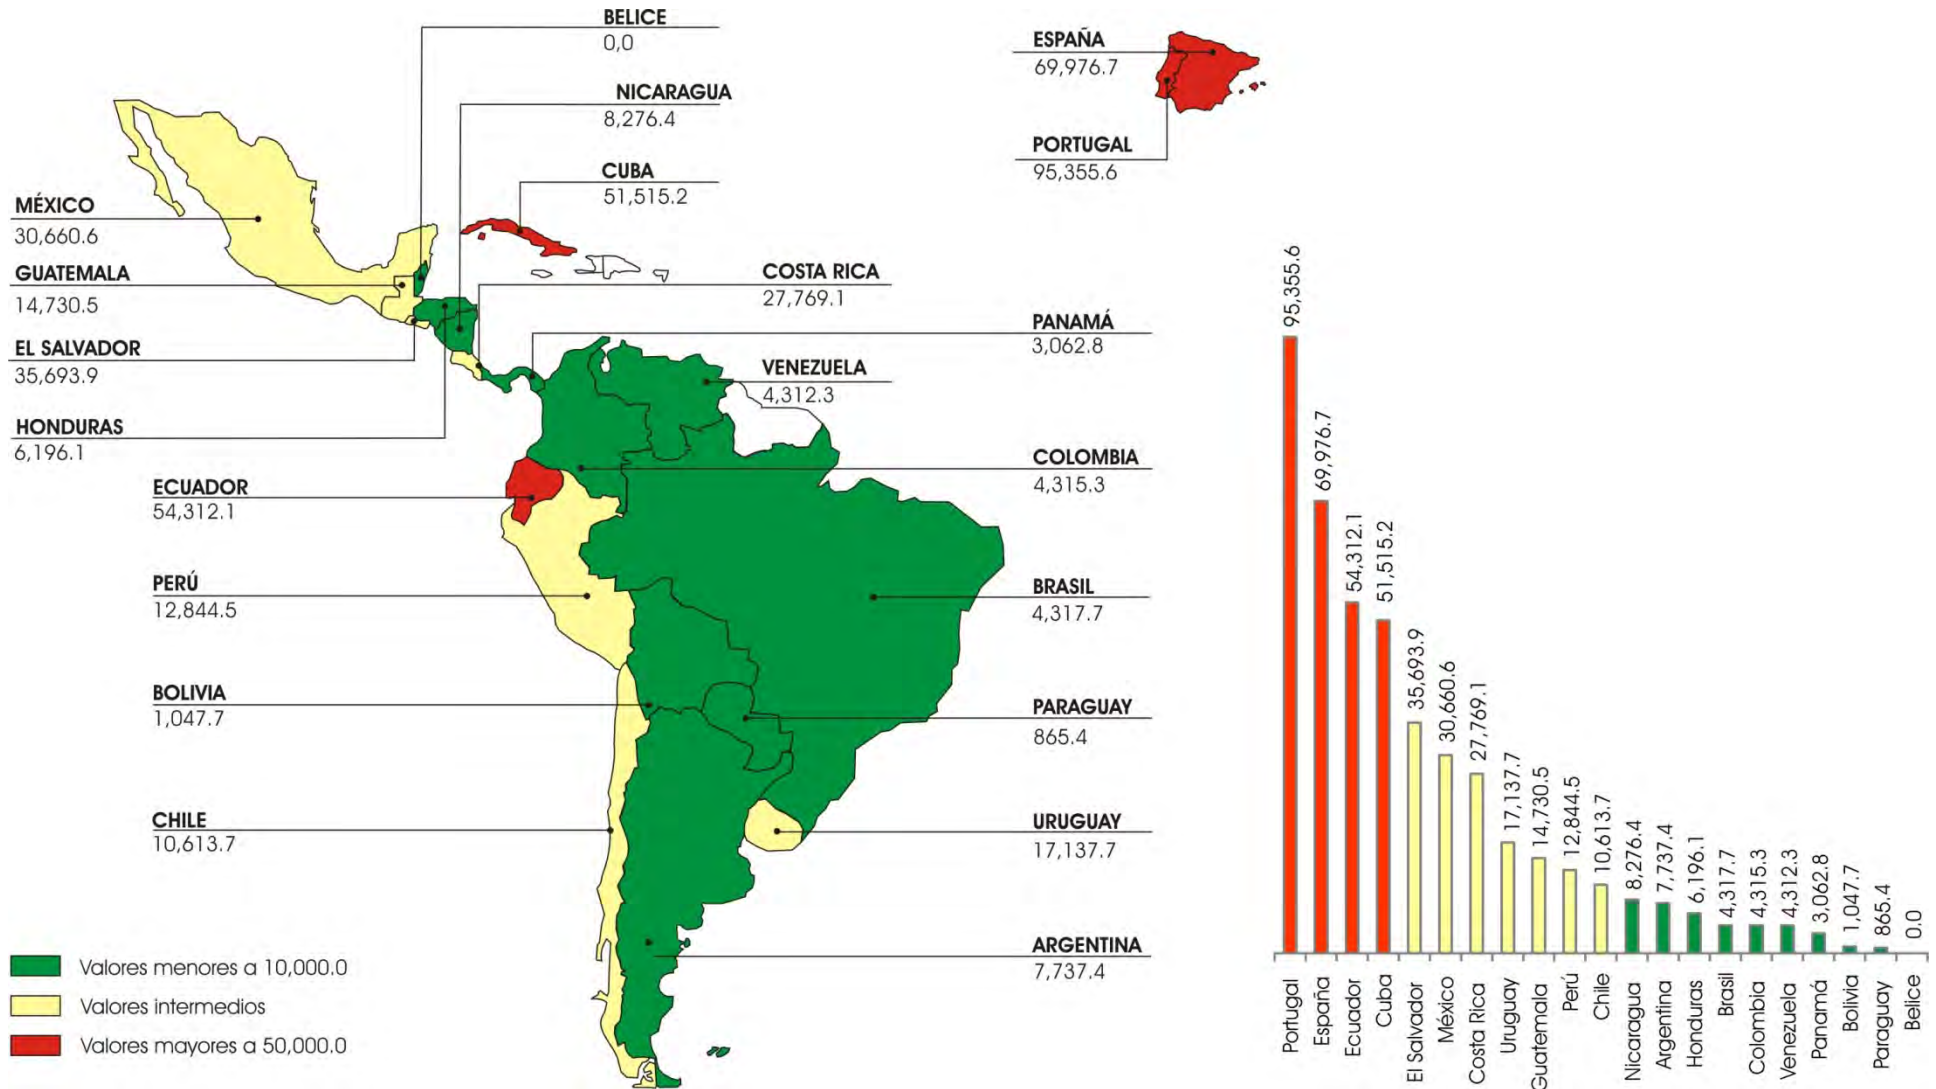 BELICE
0,0
NICARAGUA
8,276.4
CUBA
51,515.2
ESPAÑA
69,976.7
PORTUGAL
95,355.6
MÉXICO
30,660.6
GUATEMALA
14,730.5
EL SALVADOR
35,693.9
HONDURAS
6,196.1
COSTA RICA
27,769.1
PANAMÁ
3,062.8
VENEZUELA
4,312.3
COLOMBIA
4,315.3
ECUADOR
54,312.1
PERÚ
12,844.5
BRASIL
4,317.7
BOLIVIA
1,047.7
PARAGUAY
865.4
CHILE
10,613.7
URUGUAY
17,137.7
ARGENTINA
7,737.4
Valores menores a 10,000.0
Valores intermedios
Valores mayores a 50,000.0
95,355.6
69,976.7
54,312.1
51,515.2
35,693.9
30,660.6
27,769.1
17,137.7
14,730.5
12,844.5
10,613.7
8,276.4
7,737.4
6,196.1
4,317.7
4,315.3
4,312.3
3,062.8
1,047.7
865.4
0.0
Portugal
España
Ecuador
Cuba
El Salvador
México
Costa Rica
Uruguay
Guatemala
Perú
Chile
Nicaragua
Argentina
Honduras
Brasil
Colombia
Venezuela
Panamá
Bolivia
Paraguay
Belice